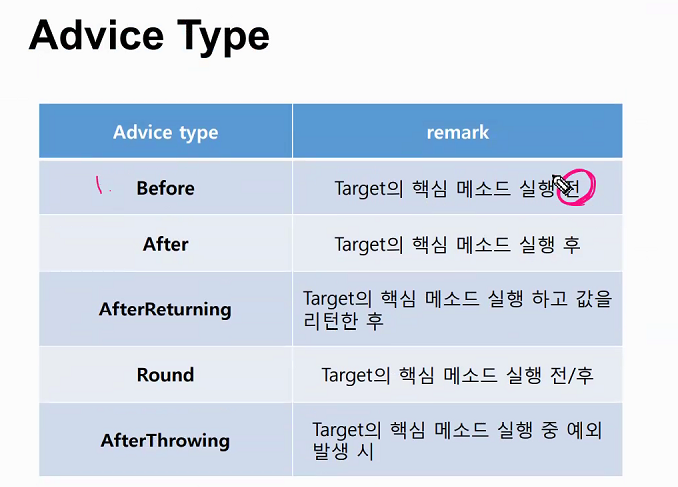 Advice Type
Advice type
remark
1.
Before
Target의 핵심 메소드 실행 전
After
Target의 핵심 메소드 실행 후
AfterReturning
Target의 핵심 메소드 실행 하고 값을
리턴한 후
Round
Target의 핵심 메소드 실행 전/후
AfterThrowing
Target의 핵심 메소드 실행 중 예외
발생 시